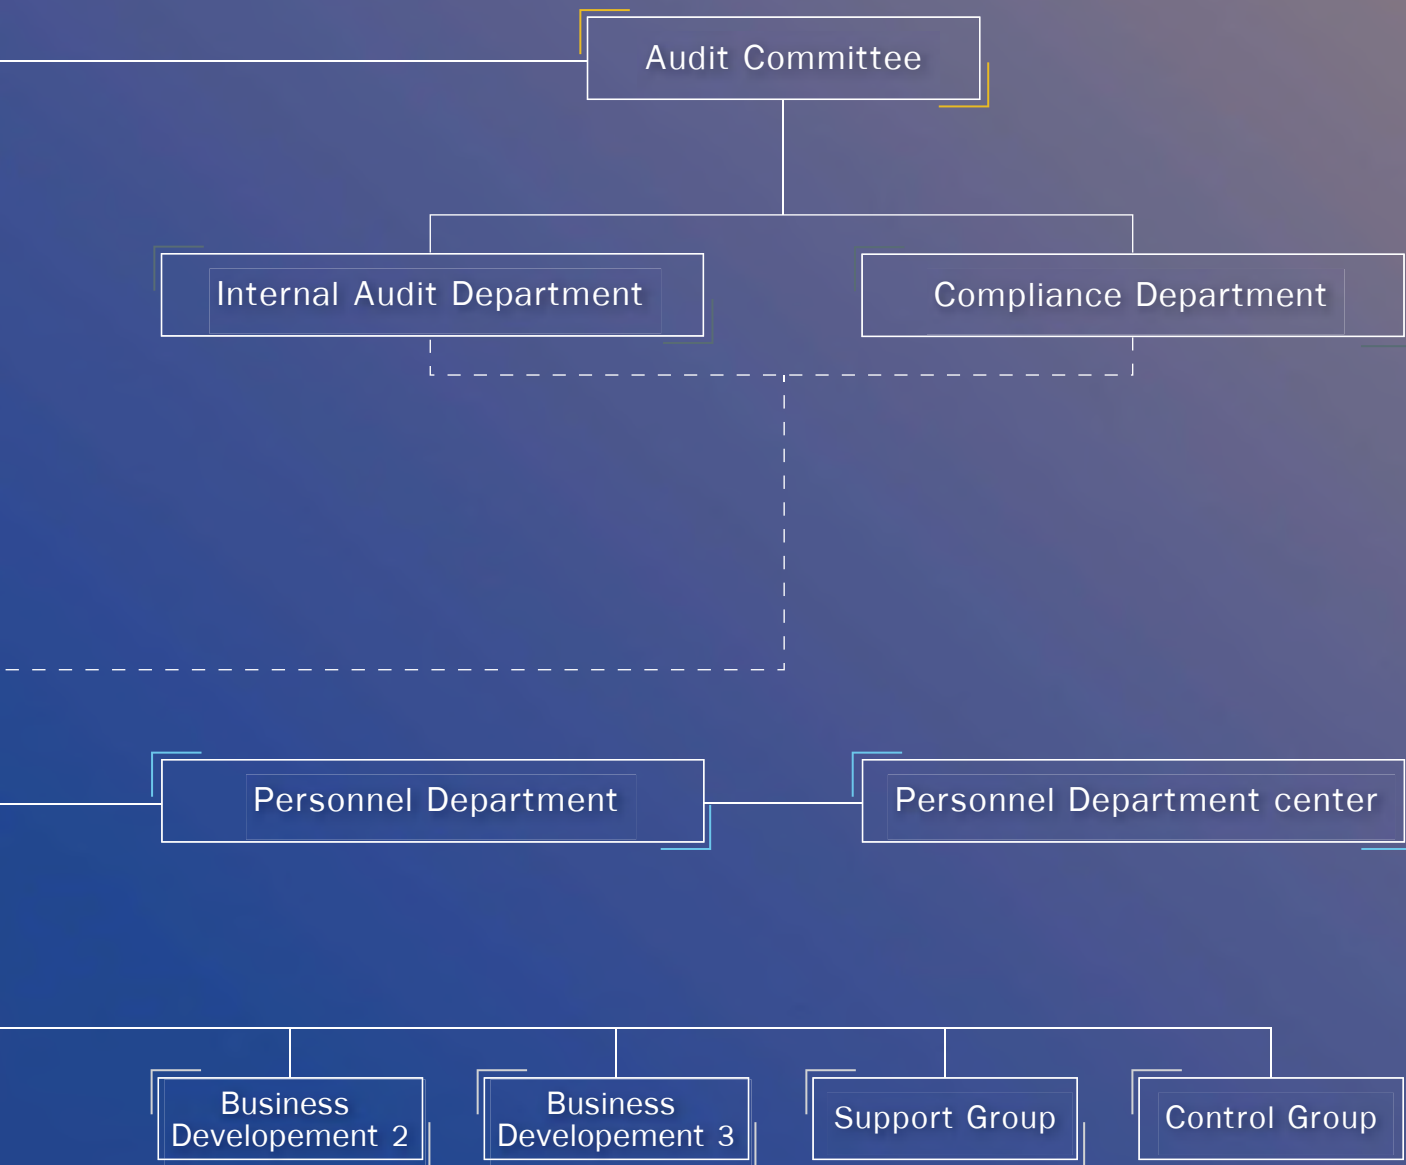 Audit Committee
Internal Audit Department
Compliance Department
Personnel Department
Personnel Department center
Business
Developement 2
Business
Developement 3
Support Group
Control Group